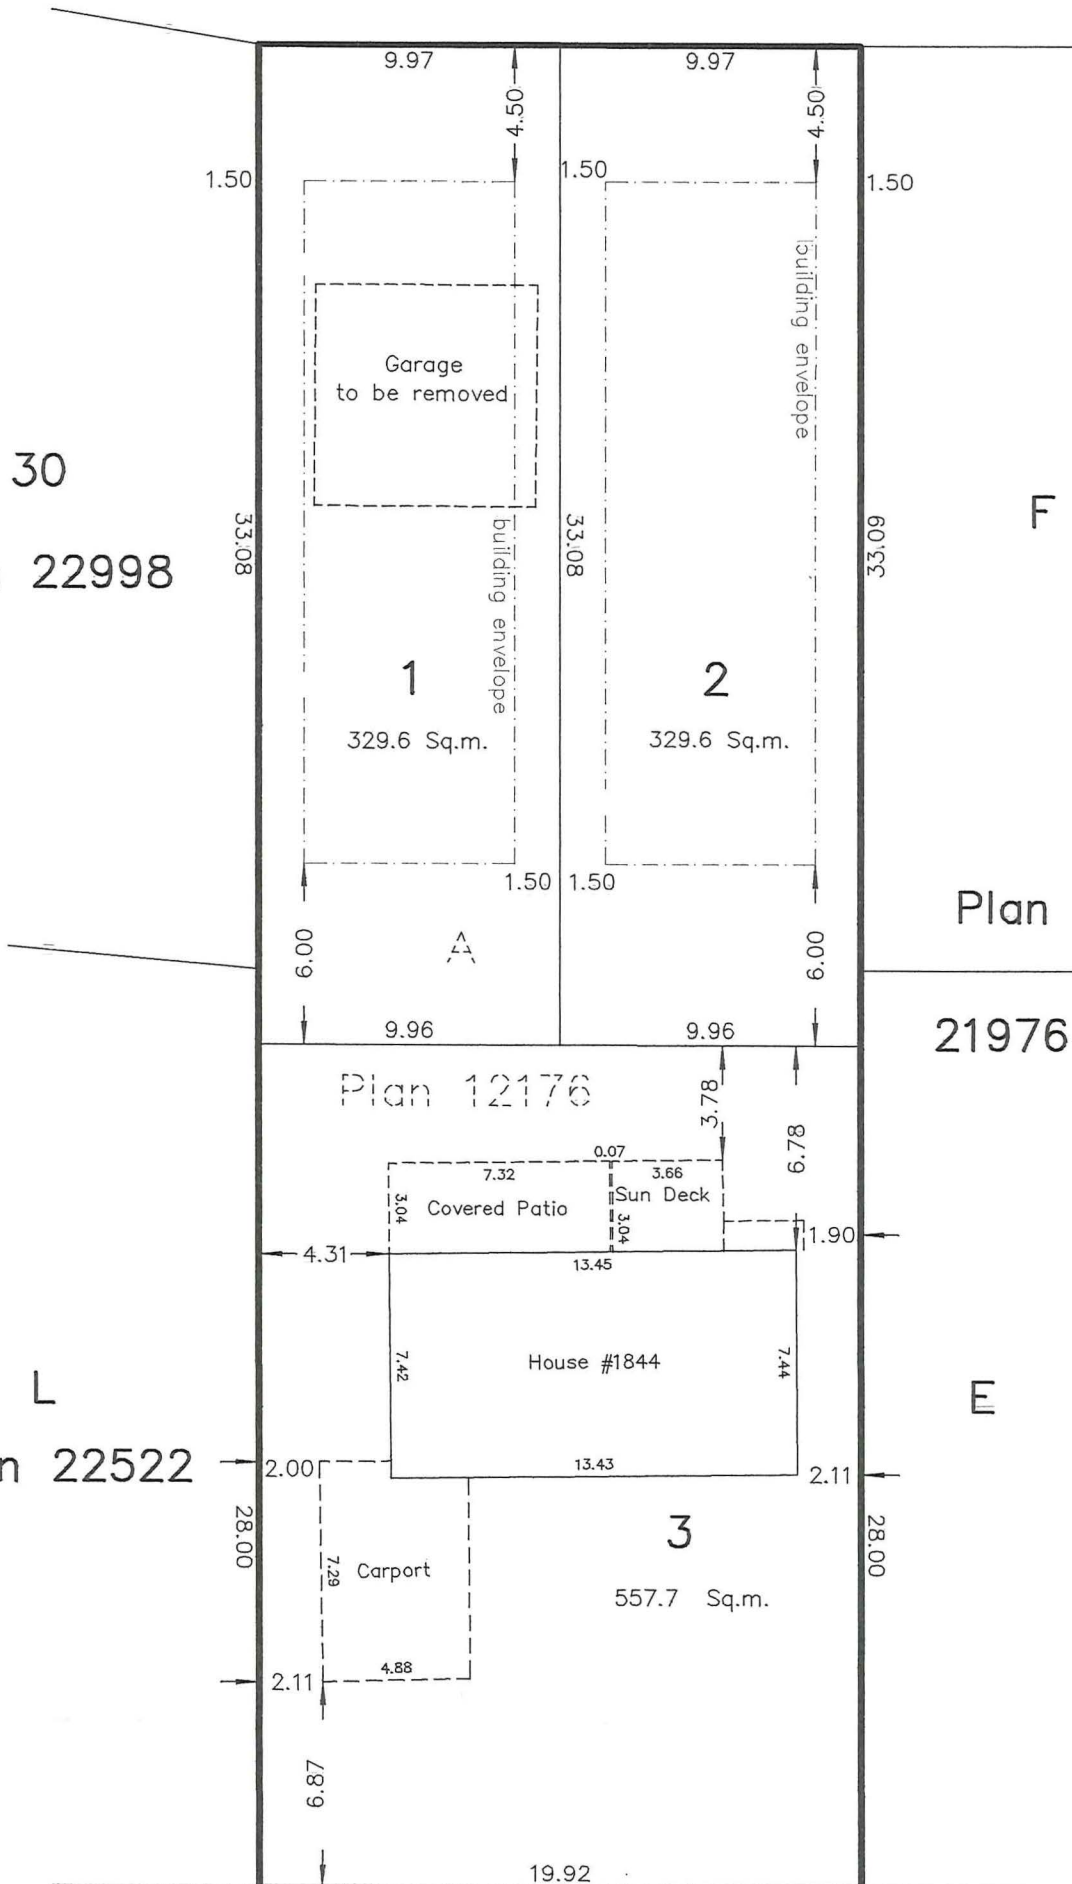 9.97
9.97
4.50
4.50
1.50
1.50
1.50
building envelope
Garage
to be removed
30
22998
F
33.08
33.08
33.09
building envelope
1
2
329.6 Sq.m.
329.6 Sq.m.
1.50
1.50
Plan
6.00
A
6.00
9.96
9.96
21976
Plan 12176
3.78
6.78
0.07
7.32
3.66
3.04
Covered Patio
Sun Deck
3.04
1.90
4.31
13.45
7.42
House #1844
7.44
L
E
n 22522
2.00
13.43
2.11
28.00
3
28.00
7.29
Carport
557.7 Sq.m.
4.88
2.11
6.87
19.92